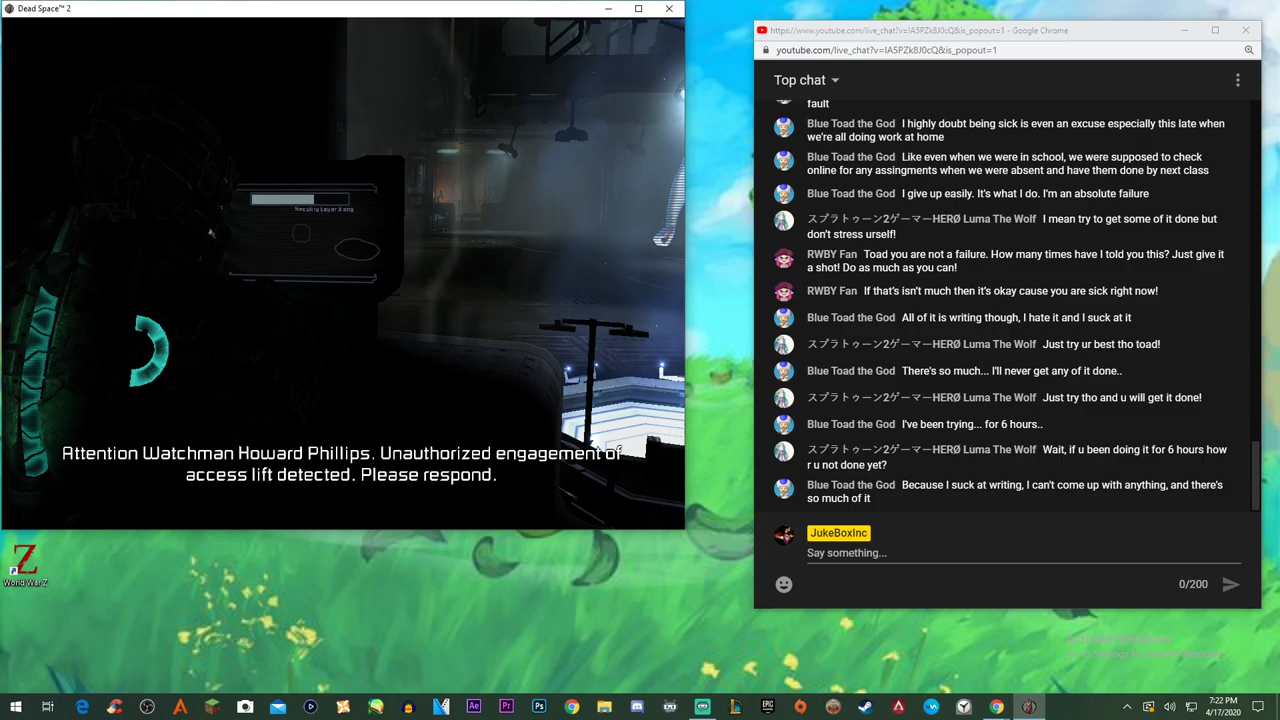 Dead Space™ 2
Attention Watchman Howard Phillips. Unauthorized engagement of
access lift detected. Please respond.
World War Z
https://www.youtube.com/live_chat?v=IA5PZk8J0cQ&is_popout=1 - Google Chrome
youtube.com/live_chat?v=IA5PZk8J0cQ&is_popout=1
Top chat
fault
Blue Toad the God I highly doubt being sick is even an excuse especially this late when
we're all doing work at home
Blue Toad the God Like even when we were in school, we were supposed to check
online for any assingments when we were absent and have them done by next class
Blue Toad the God I give up easily. It's what I do. I'm an absolute failure
スプラトゥーン2ゲーマーHERØ Luma The Wolf I mean try to get some of it done but
don't stress urself!
RWBY Fan Toad you are not a failure. How many times have I told you this? Just give it
a shot! Do as much as you can!
RWBY Fan If that's isn't much then it's okay cause you are sick right now!
Blue Toad the God All of it is writing though, I hate it and I suck at it
スプラトゥーン2ゲーマーHERØ Luma The Wolf Just try ur best tho toad!
Blue Toad the God There's so much... I'll never get any of it done..
スプラトゥーン2ゲーマーHERØ Luma The Wolf Just try tho and u will get it done!
Blue Toad the God I've been trying... for 6 hours..
スプラトゥーン2ゲーマーHERØ Luma The Wolf Wait, if u been doing it for 6 hours how
r u not done yet?
Blue Toad the God Because I suck at writing, I can't come up with anything, and there's
so much of it
JukeBoxInc
Say something...
0/200
7:22 PM
4/17/2020